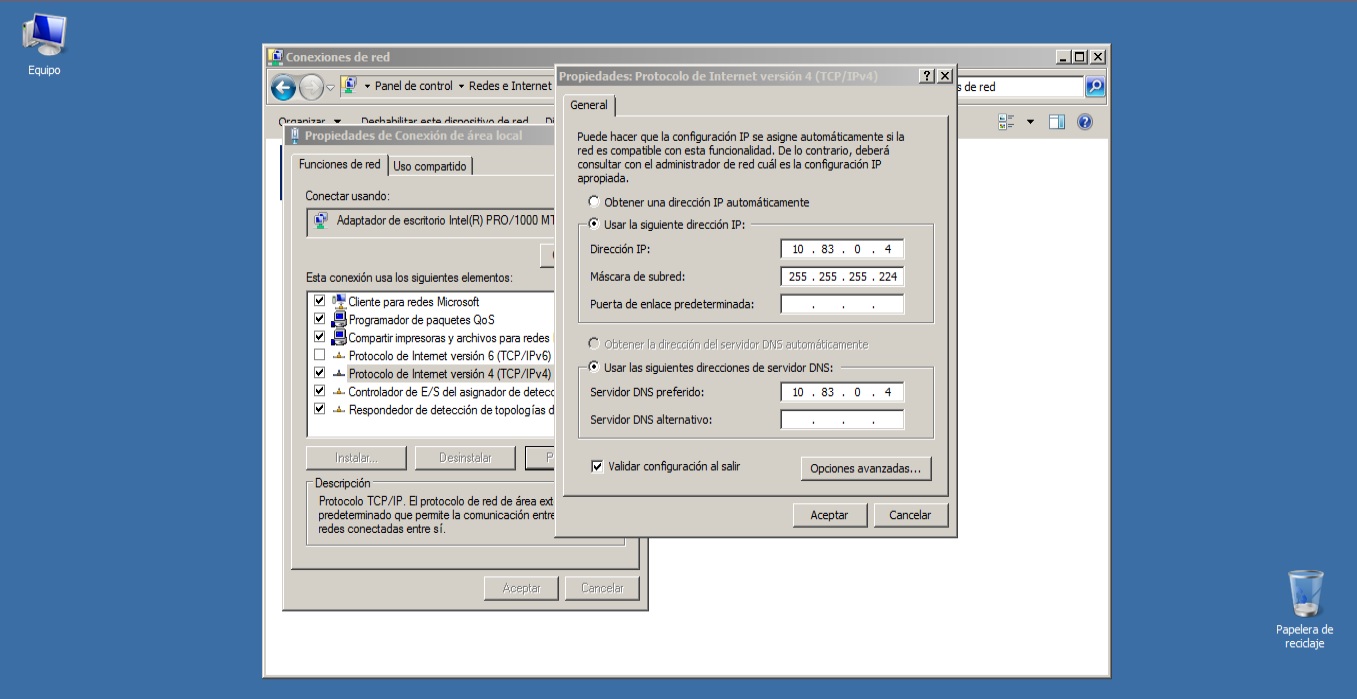 Equipo
Conexiones de red
Panel de control
Redes e Internet
s de red
Organizar
Deshabilitar este dispositivo de red
Propiedades de Conexión de área local
Funciones de red
Uso compartido
Conectar usando:
Adaptador de escritorio Intel(R) PRO/1000 MT
Esta conexión usa los siguientes elementos:
Cliente para redes Microsoft
Programador de paquetes QoS
Compartir impresoras y archivos para redes
Protocolo de Internet versión 6 (TCP/IPv6)
Protocolo de Internet versión 4 (TCP/IPv4)
Controlador de E/S del asignador de detecc
Respondedor de detección de topologías d
Instalar...
Desinstalar
P
Descripción
Protocolo TCP/IP. El protocolo de red de área ext
predeterminado que permite la comunicación entre
redes conectadas entre sí.
Aceptar
Cancelar
Propiedades: Protocolo de Internet versión 4 (TCP/IPv4)
General
Puede hacer que la configuración IP se asigne automáticamente si la
red es compatible con esta funcionalidad. De lo contrario, deberá
consultar con el administrador de red cuál es la configuración IP
apropiada.
Obtener una dirección IP automáticamente
Usar la siguiente dirección IP:
Dirección IP:
10 . 83 . 0 . 4
Máscara de subred:
255 . 255 . 255 . 224
Puerta de enlace predeterminada:
. . .
Obtener la dirección del servidor DNS automáticamente
Usar las siguientes direcciones de servidor DNS:
Servidor DNS preferido:
10 . 83 . 0 . 4
Servidor DNS alternativo:
. . .
Validar configuración al salir
Opciones avanzadas...
Aceptar
Cancelar
Papelera de
reciclaje